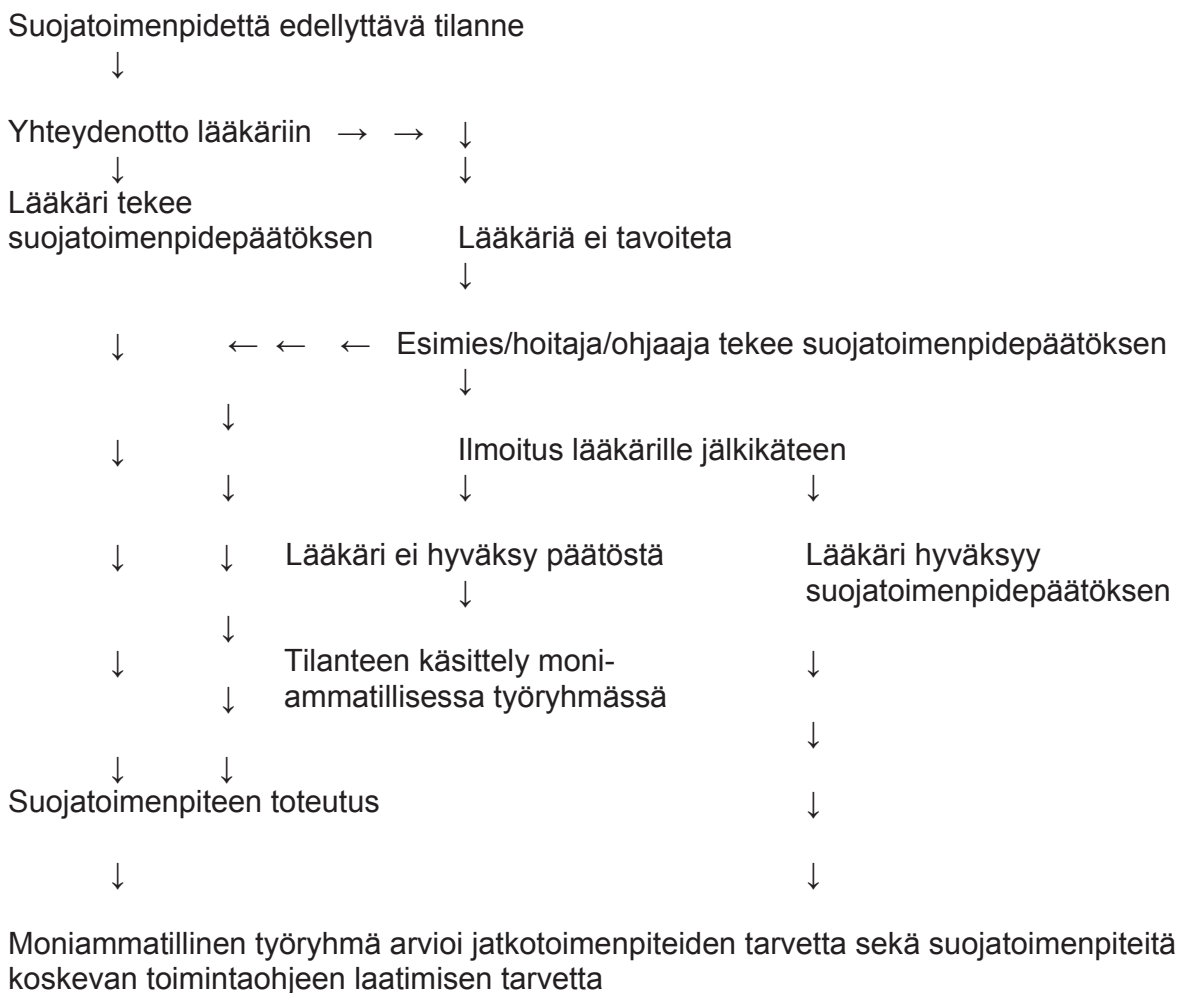 Suojatoimenpidettä edellyttävä tilanne
↓
Yhteydenotto lääkäriin → → ↓
↓ ↓
Lääkäri tekee
suojatoimenpidepäätöksen Lääkäriä ei tavoiteta
↓
↓ ← ← ← Esimies/hoitaja/ohjaaja tekee suojatoimenpidepäätöksen
↓
↓
↓ Ilmoitus lääkärille jälkikäteen
↓ ↓ ↓
↓ ↓ Lääkäri ei hyväksy päätöstä Lääkäri hyväksyy
↓ suojatoimenpidepäätöksen
↓
↓ Tilanteen käsittely moni- ↓
↓ ammatillisessa työryhmässä
↓
↓ ↓
Suojatoimenpiteen toteutus ↓
↓ ↓
Moniammatillinen työryhmä arvioi jatkotoimenpiteiden tarvetta sekä suojatoimenpiteitä
koskevan toimintaohjeen laatimisen tarvetta